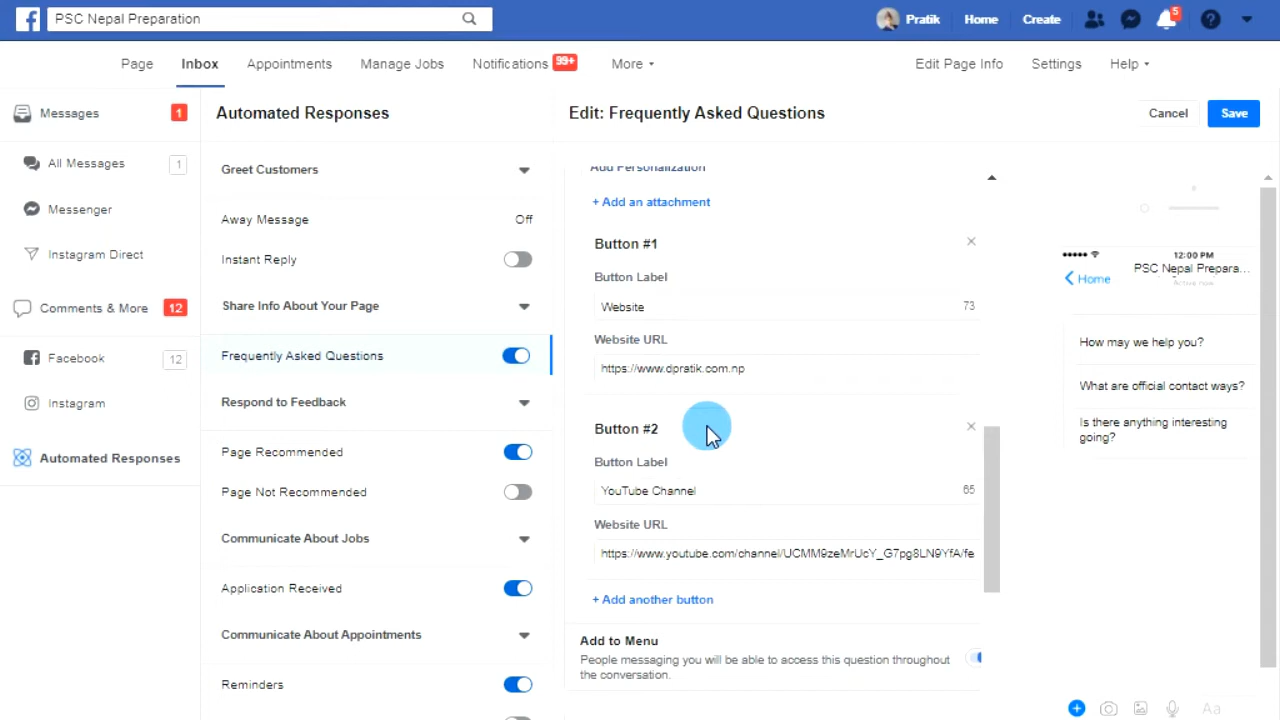 PSC Nepal Preparation
Pratik Home Create 5
Page Inbox Appointments Manage Jobs Notifications 99+ More Edit Page Info Settings Help
Messages 1
All Messages 1
Messenger
Instagram Direct
Comments & More 12
Facebook 12
Instagram
Automated Responses
Automated Responses
Greet Customers
Away Message Off
Instant Reply
Share Info About Your Page
Frequently Asked Questions
Respond to Feedback
Page Recommended
Page Not Recommended
Communicate About Jobs
Application Received
Communicate About Appointments
Reminders
Edit: Frequently Asked Questions
Cancel Save
Add Personalization
+ Add an attachment
Button #1
Button Label
Website 73
Website URL
https://www.dpratik.com.np
Button #2
Button Label
YouTube Channel 65
Website URL
https://www.youtube.com/channel/UCMM9zeMrUcY_G7pg8LN9YfA/fe
+ Add another button
Add to Menu
People messaging you will be able to access this question throughout
the conversation.
12:00 PM
Home PSC Nepal Prepara...
Active now
How may we help you?
What are official contact ways?
Is there anything interesting
going?
Aa